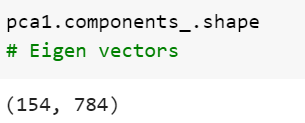 pca1.components_.shape
# Eigen vectors
(154, 784)